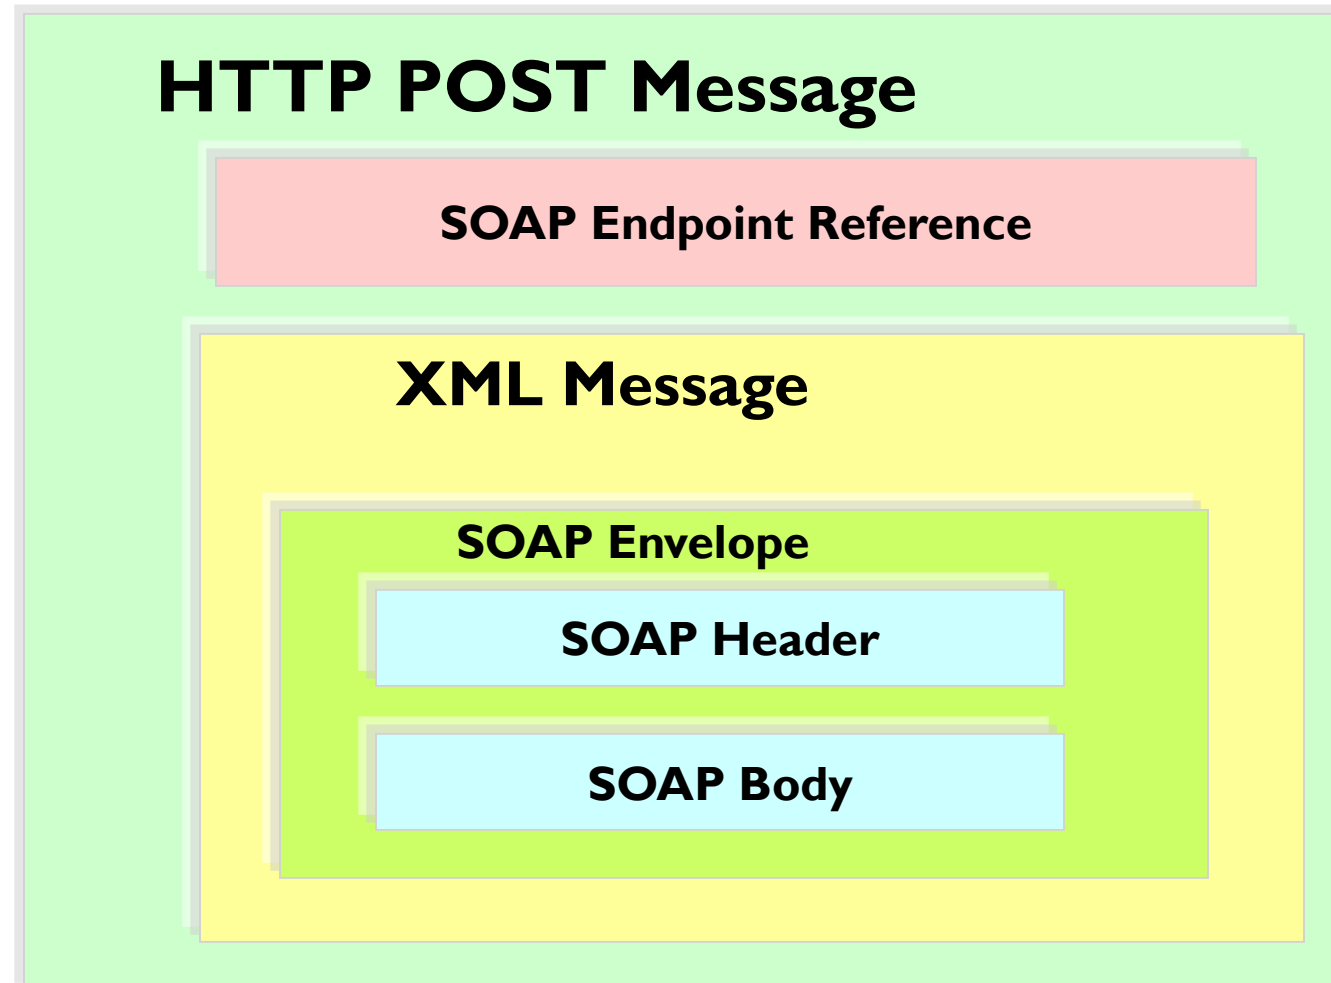 HTTP POST Message
SOAP Endpoint Reference
XML Message
SOAP Envelope
SOAP Header
SOAP Body